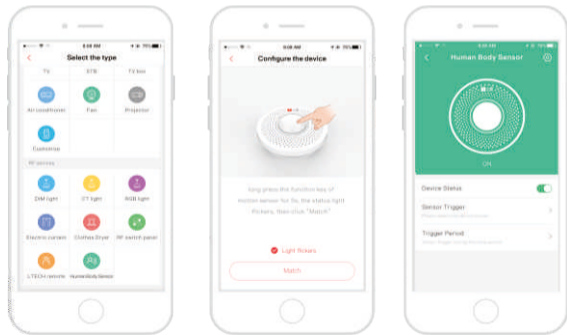 Select the type
TV
STB
TV box
Air conditioner
Fan
Projector
Customstep
DIM light
CT light
RGB light
Electric curtain
Clothes Dryer
RF switch panel
LTECH remote
Human Body Sensor
Configure the device
long press the function key of
motion sensor for 5s, the status light
flickers, then click "Match"
Light flickers
Match
Human Body Sensor
ON
Device Status
Sensor Trigger
Trigger Period